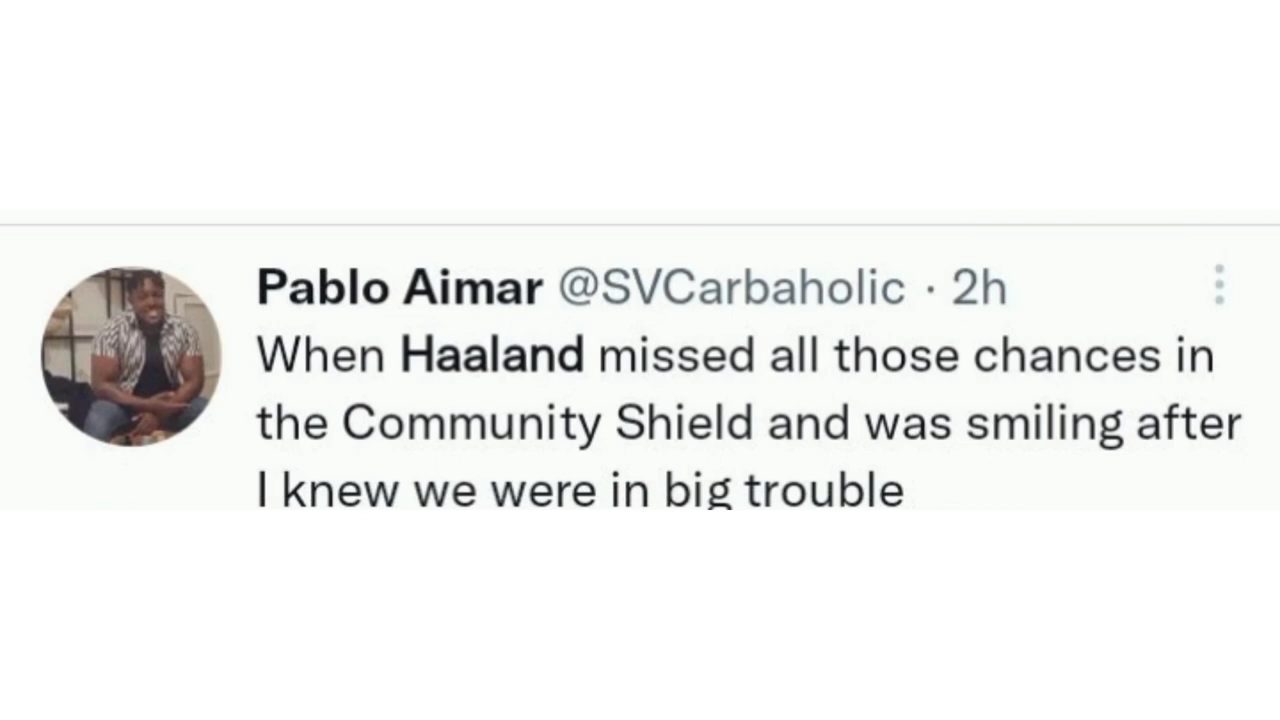 Pablo Aimar @SVCarbaholic · 2h
When Haaland missed all those chances in
the Community Shield and was smiling after
I knew we were in big trouble